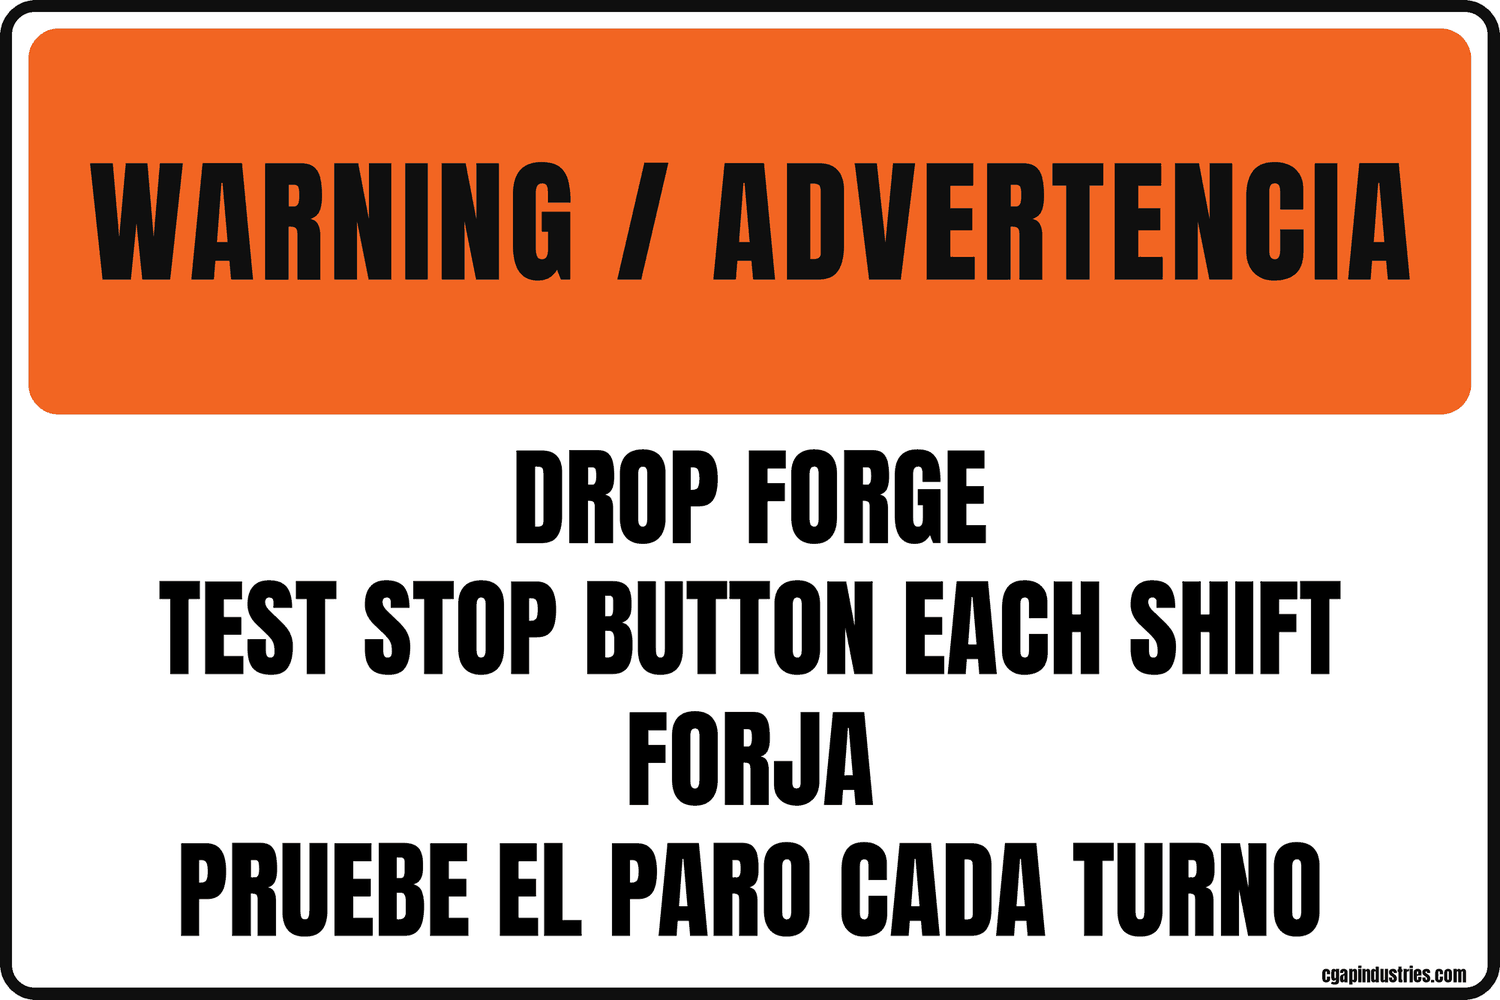 WARNING / ADVERTENCIA
DROP FORGE
TEST STOP BUTTON EACH SHIFT
FORJA
PRUEBE EL PARO CADA TURNO
cgapindustries.com